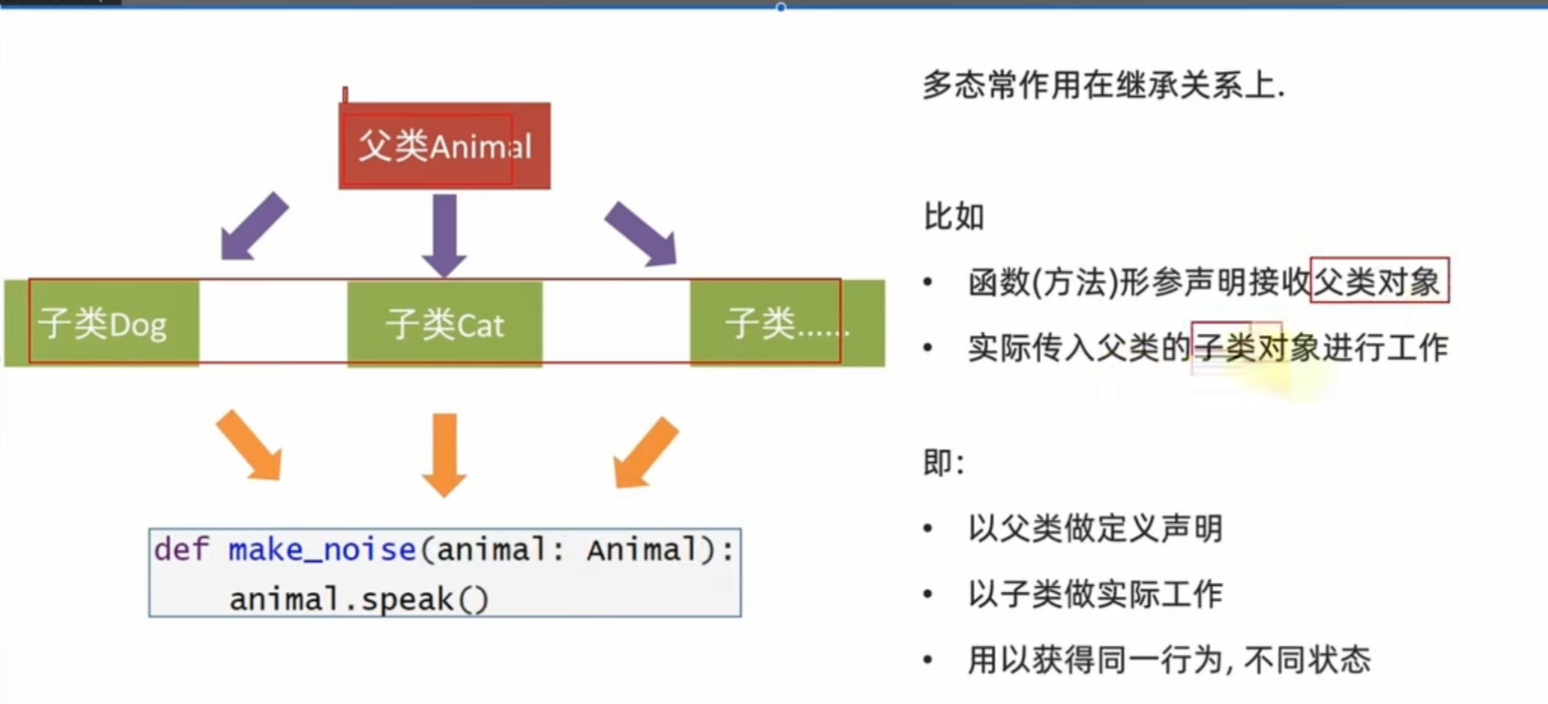 父类Animal
子类Dog
子类Cat
子类......
def make_noise(animal: Animal):
    animal.speak()
多态常作用在继承关系上.
比如
• 函数(方法)形参声明接收父类对象
• 实际传入父类的子类对象进行工作
即：
• 以父类做定义声明
• 以子类做实际工作
• 用以获得同一行为, 不同状态